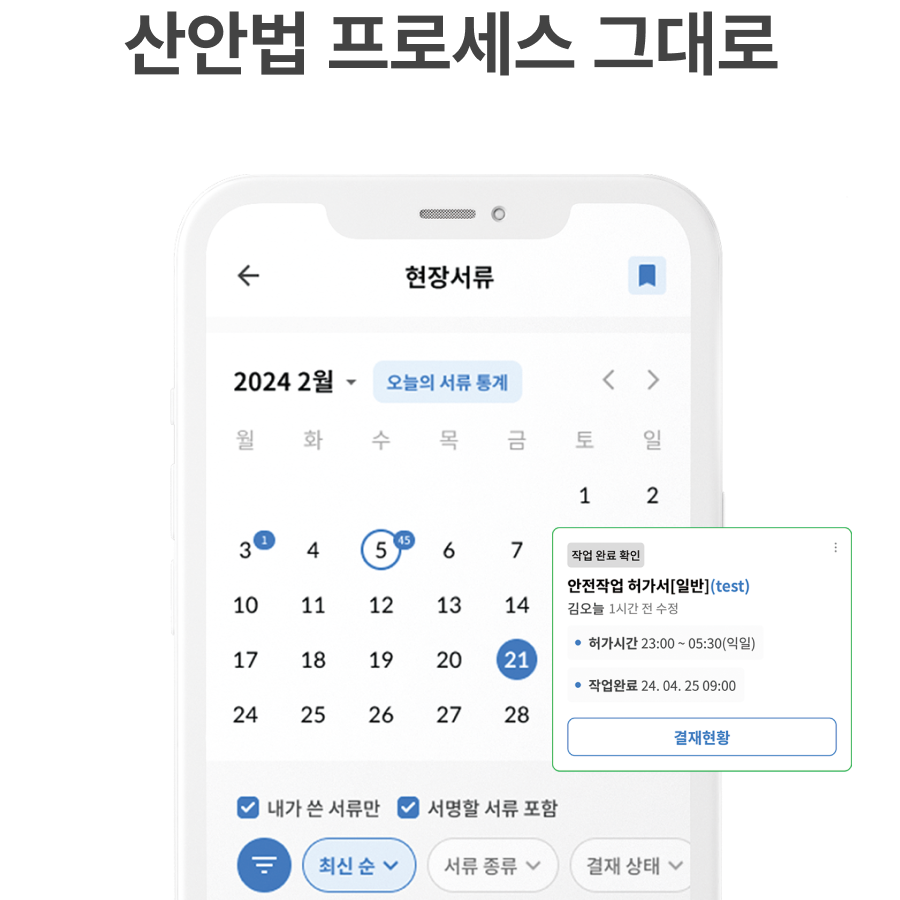 산안법 프로세스 그대로
현장서류
2024 2월 오늘의 서류 통계
월 화 수 목 금 토 일
1 2
3 1 4 5 45 6 7
10 11 12 13 14
17 18 19 20 21
24 25 26 27 28
작업 완료 확인
안전작업 허가서[일반](test)
김오늘 1시간 전 수정
• 허가시간 23:00 ~ 05:30(익일)
• 작업완료 24. 04. 25 09:00
결재현황
내가 쓴 서류만 서명할 서류 포함
최신 순 서류 종류 결재 상태